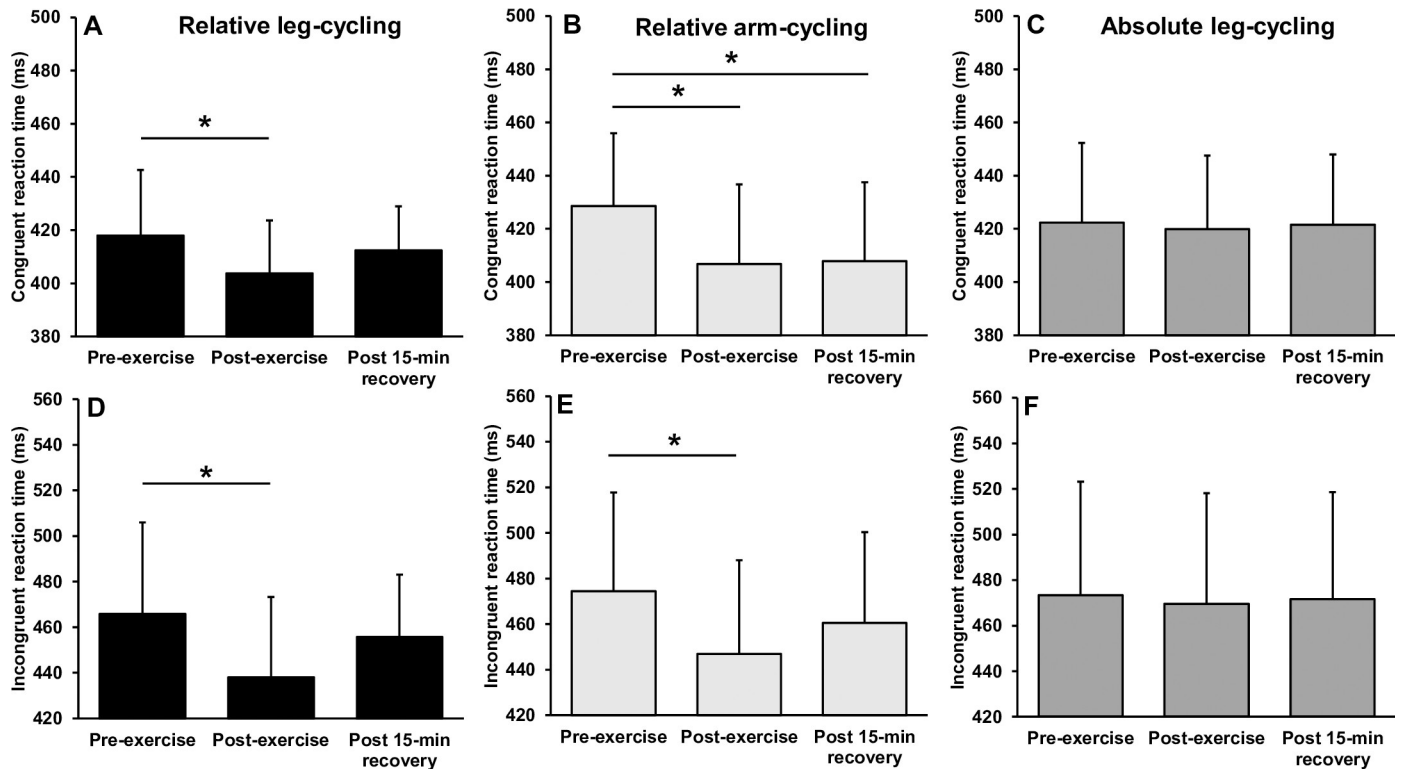 A
Relative leg-cycling
Congruent reaction time (ms)
500
480
460
440
420
400
380
*
Pre-exercise
Post-exercise
Post 15-min
recovery
B
Relative arm-cycling
Congruent reaction time (ms)
500
480
460
440
420
400
380
*
*
Pre-exercise
Post-exercise
Post 15-min
recovery
C
Absolute leg-cycling
Congruent reaction time (ms)
500
480
460
440
420
400
380
Pre-exercise
Post-exercise
Post 15-min
recovery
D
Incongruent reaction time (ms)
560
540
520
500
480
460
440
420
*
Pre-exercise
Post-exercise
Post 15-min
recovery
E
Incongruent reaction time (ms)
560
540
520
500
480
460
440
420
*
Pre-exercise
Post-exercise
Post 15-min
recovery
F
Incongruent reaction time (ms)
560
540
520
500
480
460
440
420
Pre-exercise
Post-exercise
Post 15-min
recovery